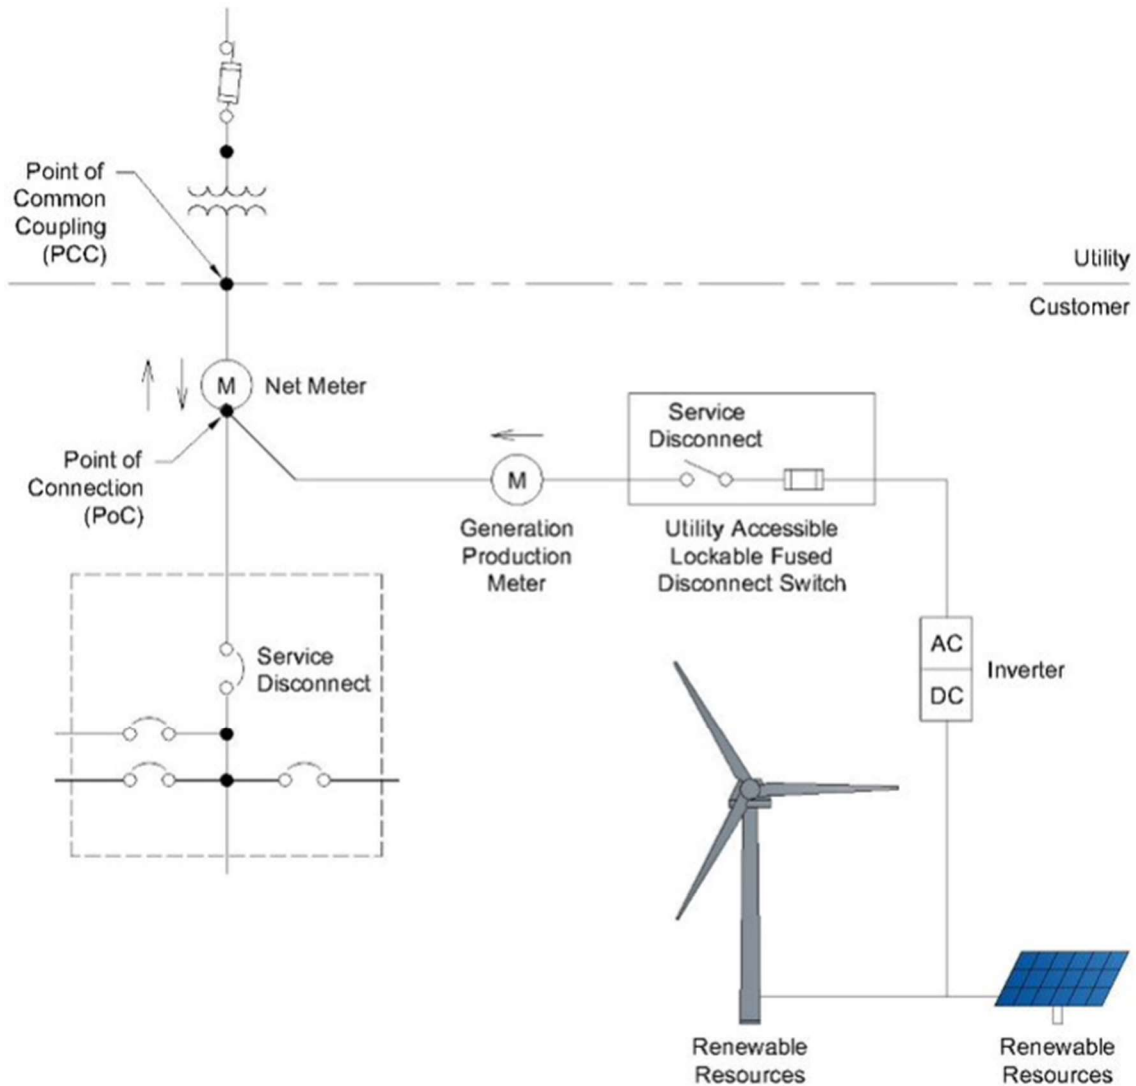 Point of
Common
Coupling
(PCC)
Utility
Customer
M
Net Meter
Point of
Connection
(PoC)
Service
Disconnect
M
Generation
Production
Meter
Utility Accessible
Lockable Fused
Disconnect Switch
Service
Disconnect
AC
DC
Inverter
Renewable
Resources
Renewable
Resources